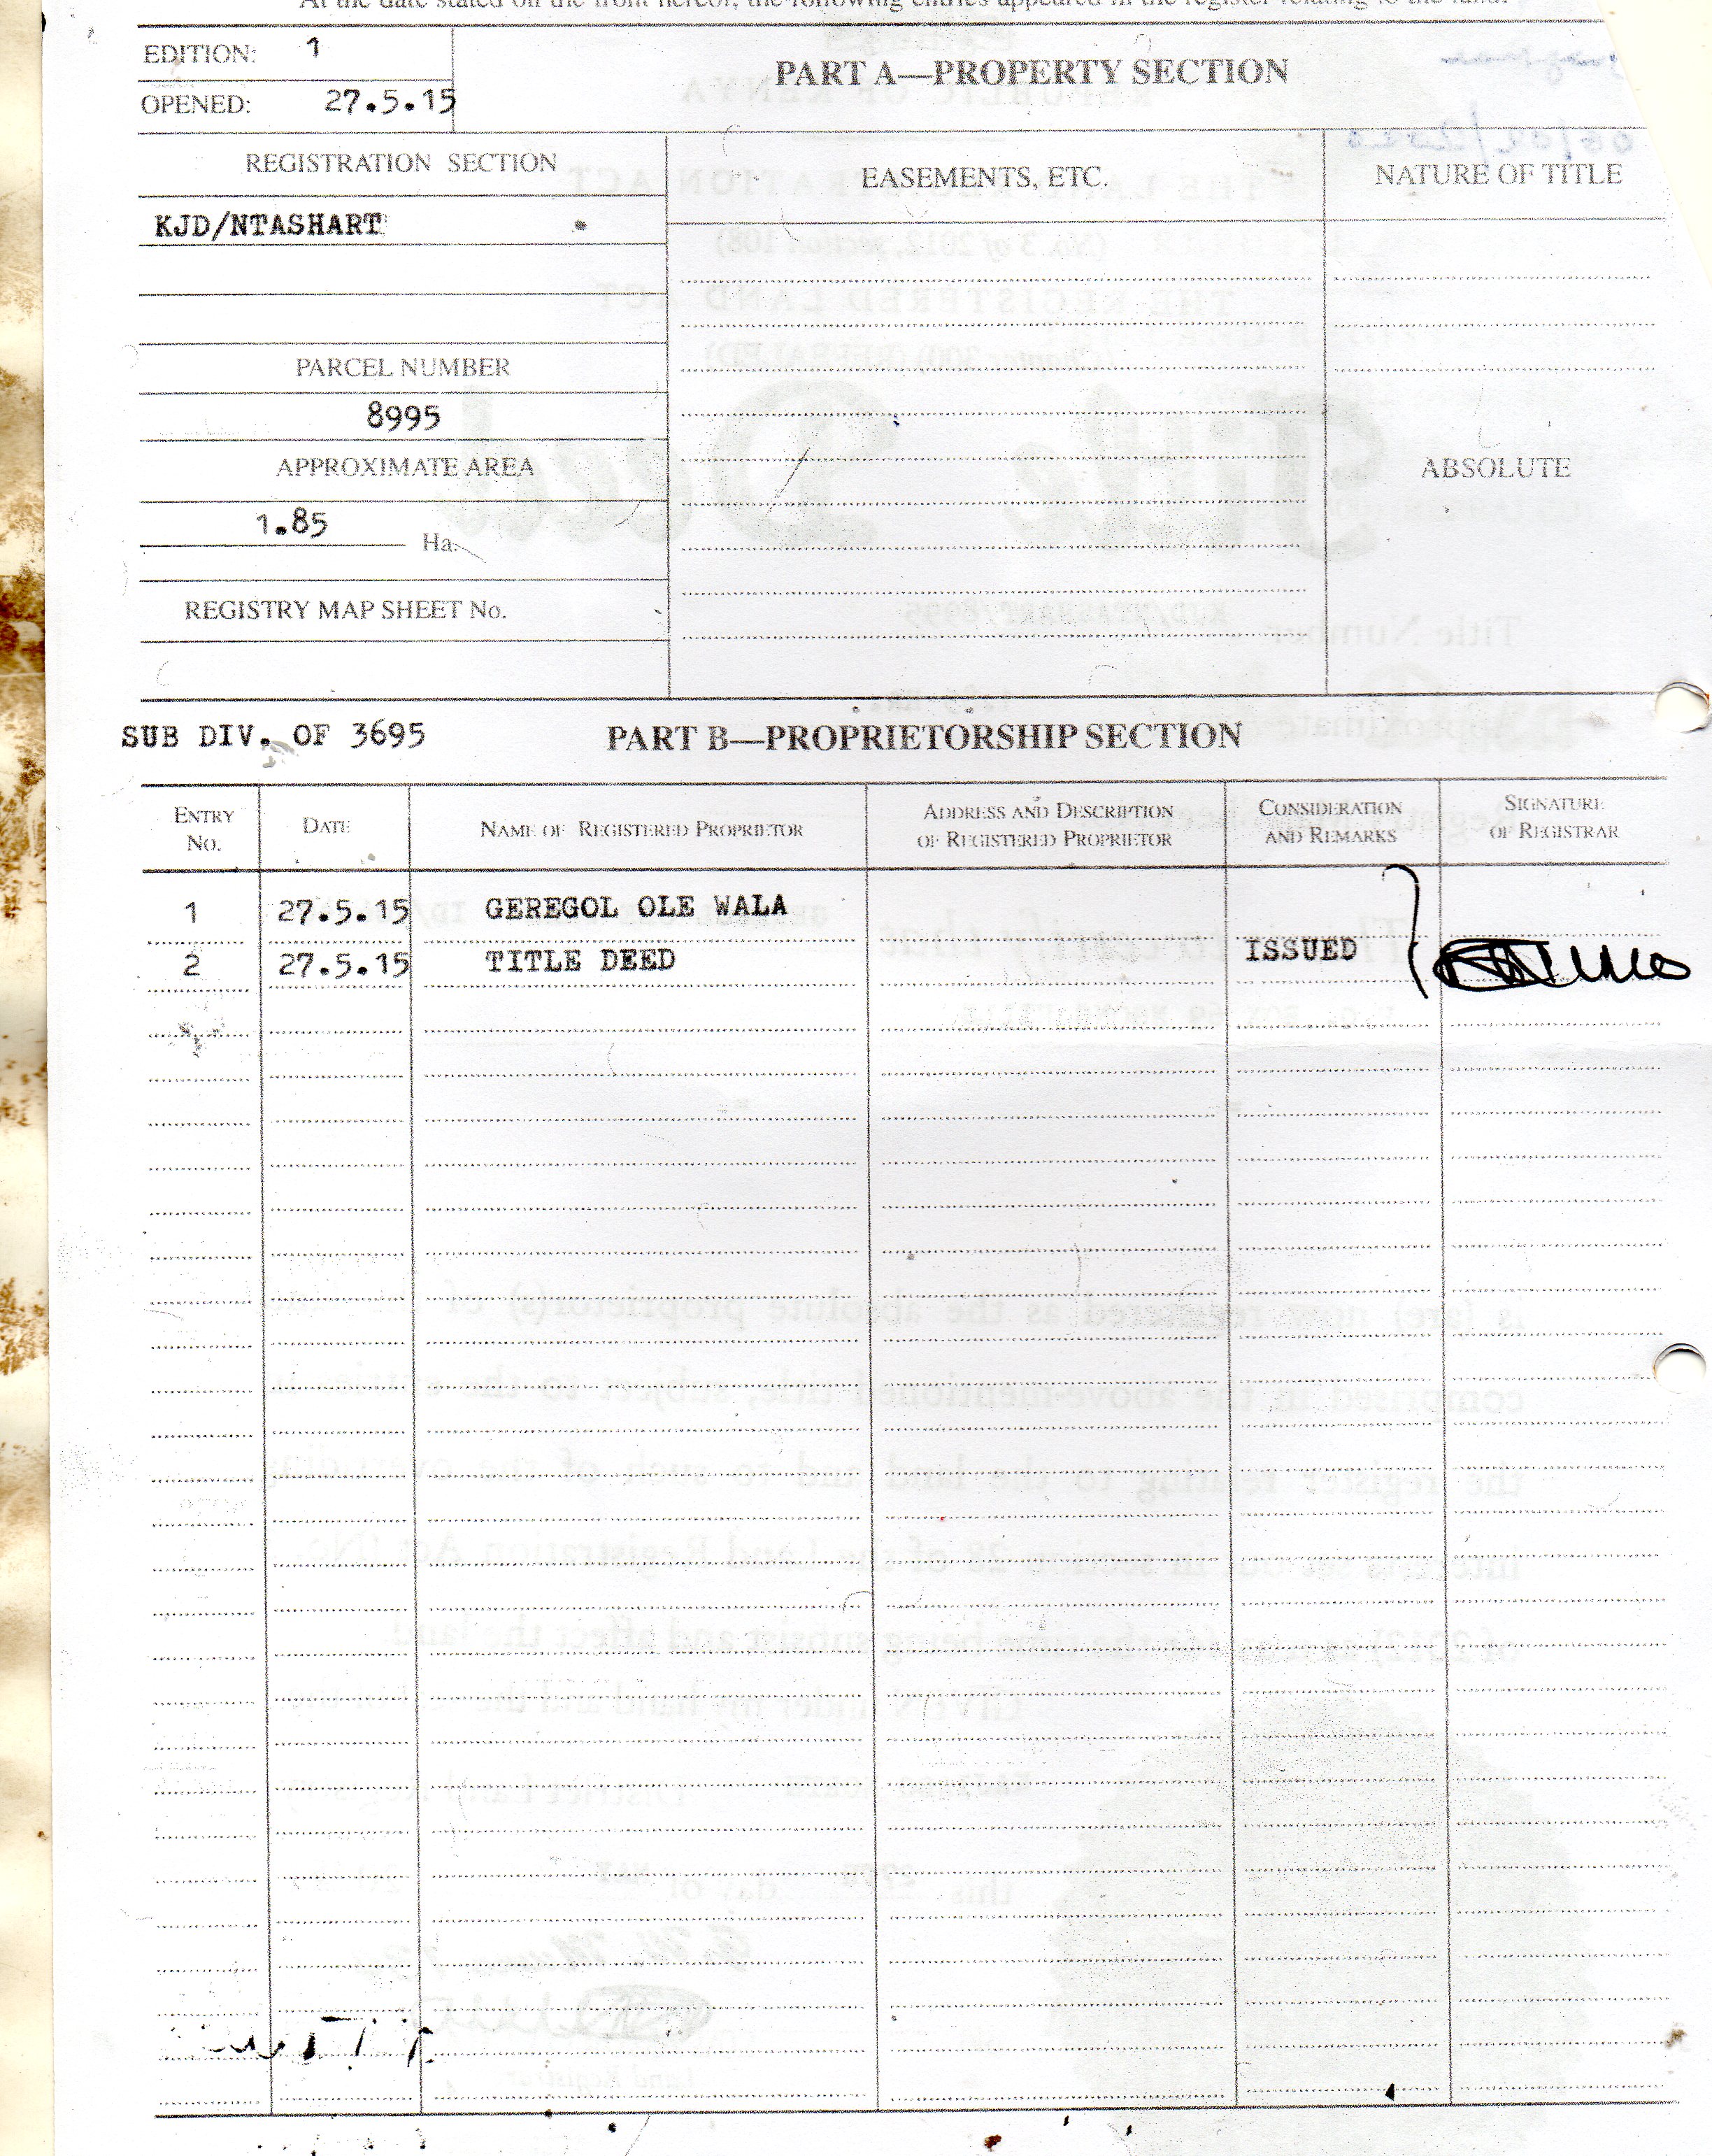 At the date stated on the front hereof, the following entries appeared in the register relating to the land:
EDITION: 1
OPENED: 27.5.15
PART A—PROPERTY SECTION
REGISTRATION SECTION
KJD/NTASHART
PARCEL NUMBER
8995
APPROXIMATE AREA
1.85 Ha.
REGISTRY MAP SHEET No.
EASEMENTS, ETC.
NATURE OF TITLE
ABSOLUTE
SUB DIV. OF 3695
PART B—PROPRIETORSHIP SECTION
ENTRY No. DATE NAME OF REGISTERED PROPRIETOR ADDRESS AND DESCRIPTION OF REGISTERED PROPRIETOR CONSIDERATION AND REMARKS SIGNATURE OF REGISTRAR
1 27.5.15 GEREGOL OLE WALA
2 27.5.15 TITLE DEED ISSUED